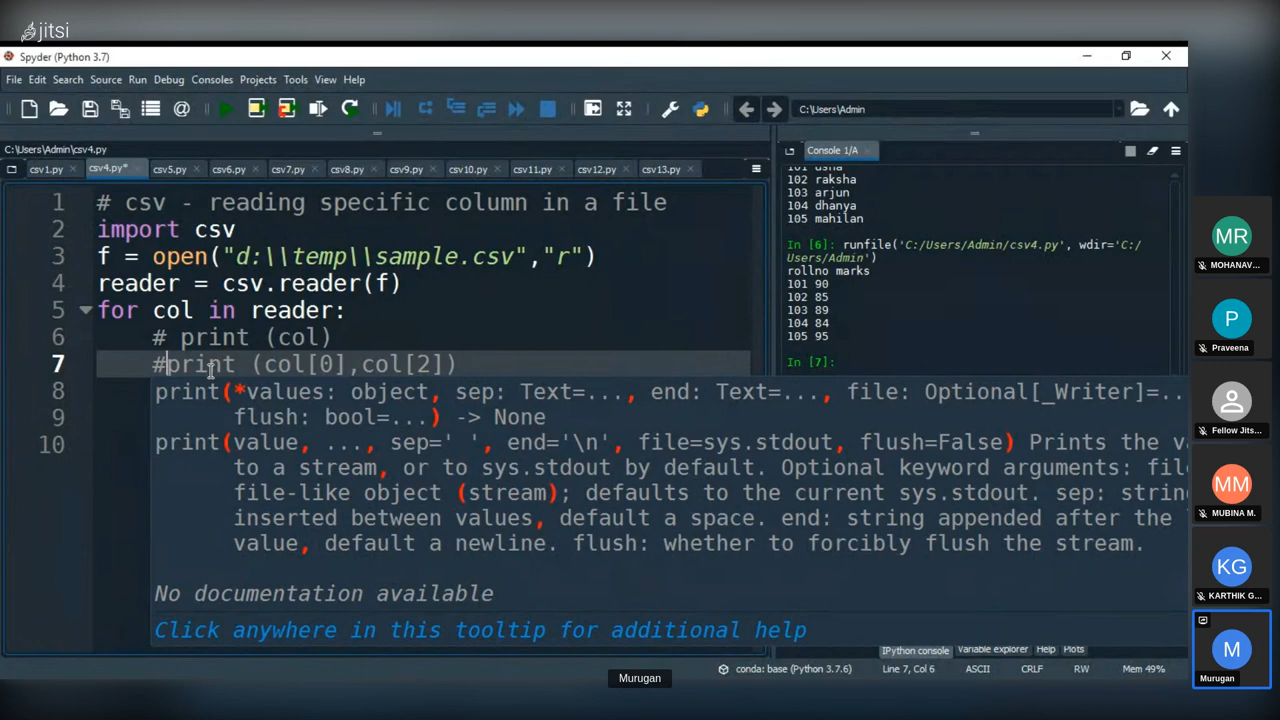 jitsi
Spyder (Python 3.7)
File Edit Search Source Run Debug Consoles Projects Tools View Help
C:\Users\Admin
C:\Users\Admin\csv4.py
csv1.py csv4.py* csv5.py csv6.py csv7.py csv8.py csv9.py csv10.py csv11.py csv12.py csv13.py
1 # csv - reading specific column in a file
2 import csv
3 f = open("d:\\temp\\sample.csv","r")
4 reader = csv.reader(f)
5 for col in reader:
6 # print (col)
7 #print (col[0],col[2])
8
9
10
print(*values: object, sep: Text=..., end: Text=..., file: Optional[_Writer]=..
flush: bool=...) -> None
print(value, ..., sep=' ', end='\n', file=sys.stdout, flush=False) Prints the
to a stream, or to sys.stdout by default. Optional keyword arguments:
file-like object (stream); defaults to the current sys.stdout. sep:
inserted between values, default a space. end: string appended after the
value, default a newline. flush: whether to forcibly flush the stream.
No documentation available
Click anywhere in this tooltip for additional help
Console 1/A
102 raksha
103 arjun
104 dhanya
105 mahilan
In [6]: runfile('C:/Users/Admin/csv4.py', wdir='C:/
Users/Admin')
rollno marks
101 90
102 85
103 89
104 84
105 95
In [7]:
IPython console Variable explorer Help Plots
conda: base (Python 3.7.6) Line 7, Col 6 ASCII CRLF RW Mem 49%
Murugan
MR
MOHANAV...
P
Praveena
Fellow Jits...
MM
MUBINA M.
KG
KARTHIK G...
M
Murugan